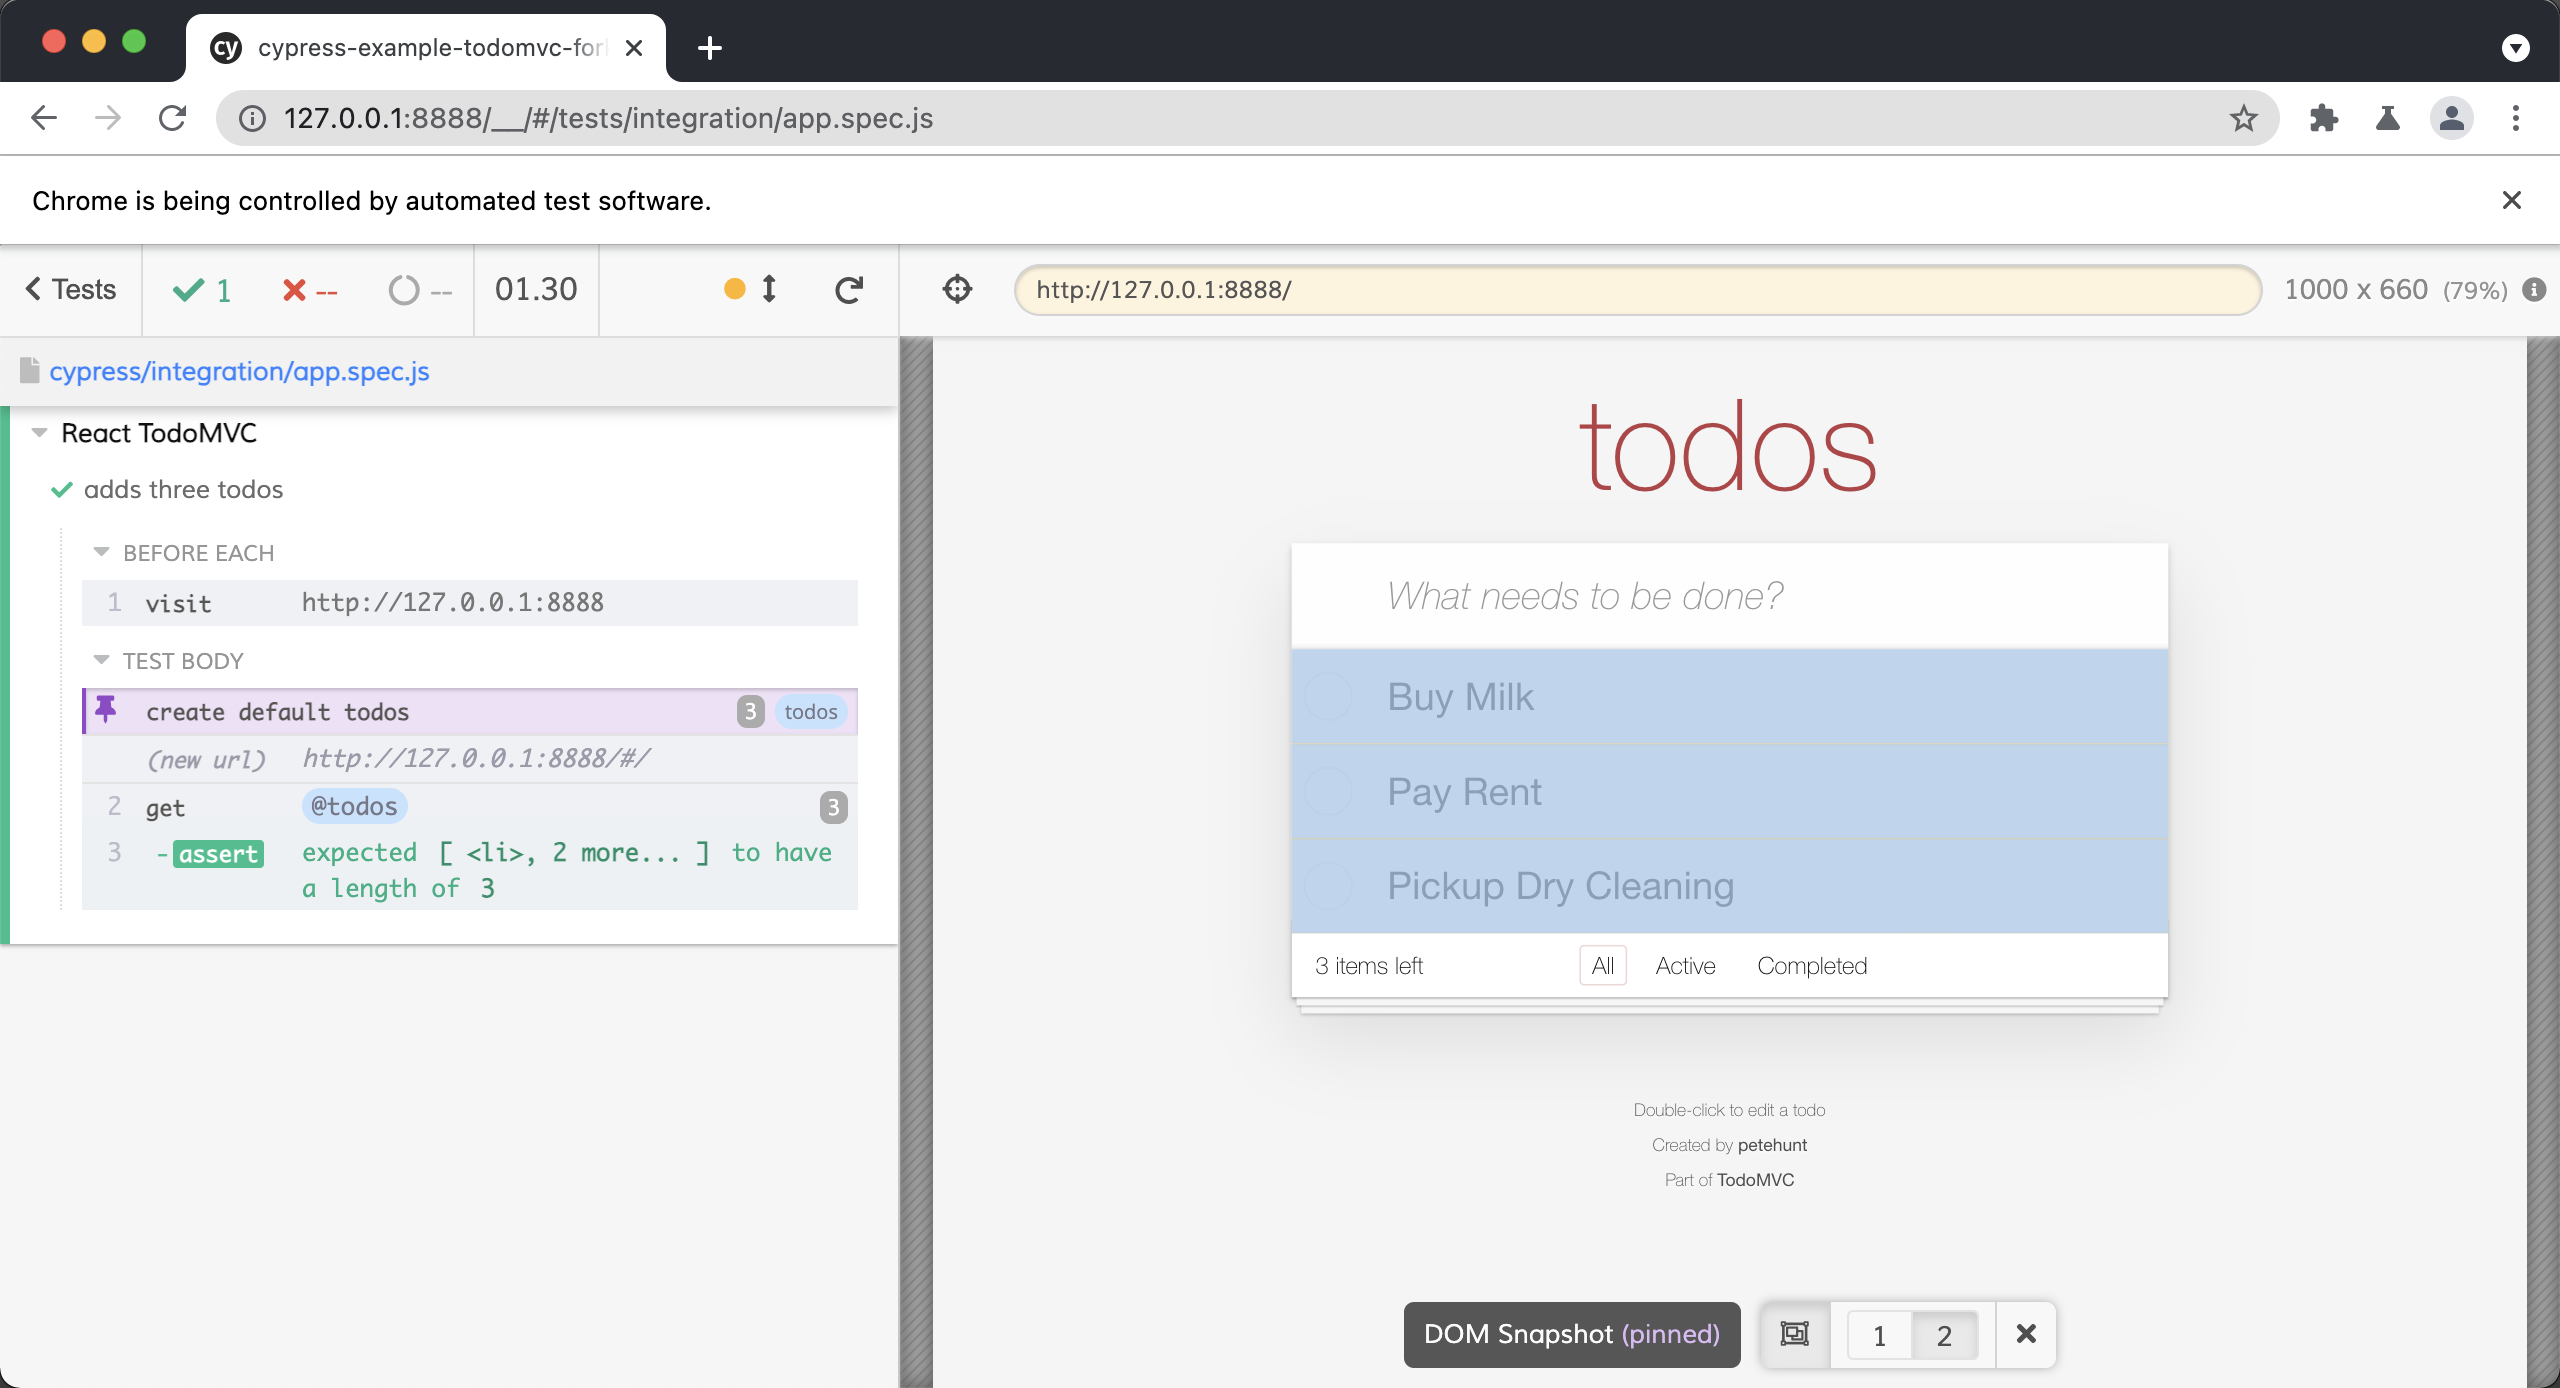 cy cypress-example-todomvc-for
127.0.0.1:8888/__/#/tests/integration/app.spec.js
Chrome is being controlled by automated test software.
Tests 1 -- -- 01.30
http://127.0.0.1:8888/ 1000 x 660 (79%)
cypress/integration/app.spec.js
React TodoMVC
adds three todos
BEFORE EACH
1 visit http://127.0.0.1:8888
TEST BODY
create default todos 3 todos
(new url) http://127.0.0.1:8888/#/
2 get @todos 3
3 -assert expected [ <li>, 2 more... ] to have
a length of 3
todos
What needs to be done?
Buy Milk
Pay Rent
Pickup Dry Cleaning
3 items left All Active Completed
Double-click to edit a todo
Created by petehunt
Part of TodoMVC
DOM Snapshot (pinned) 1 2